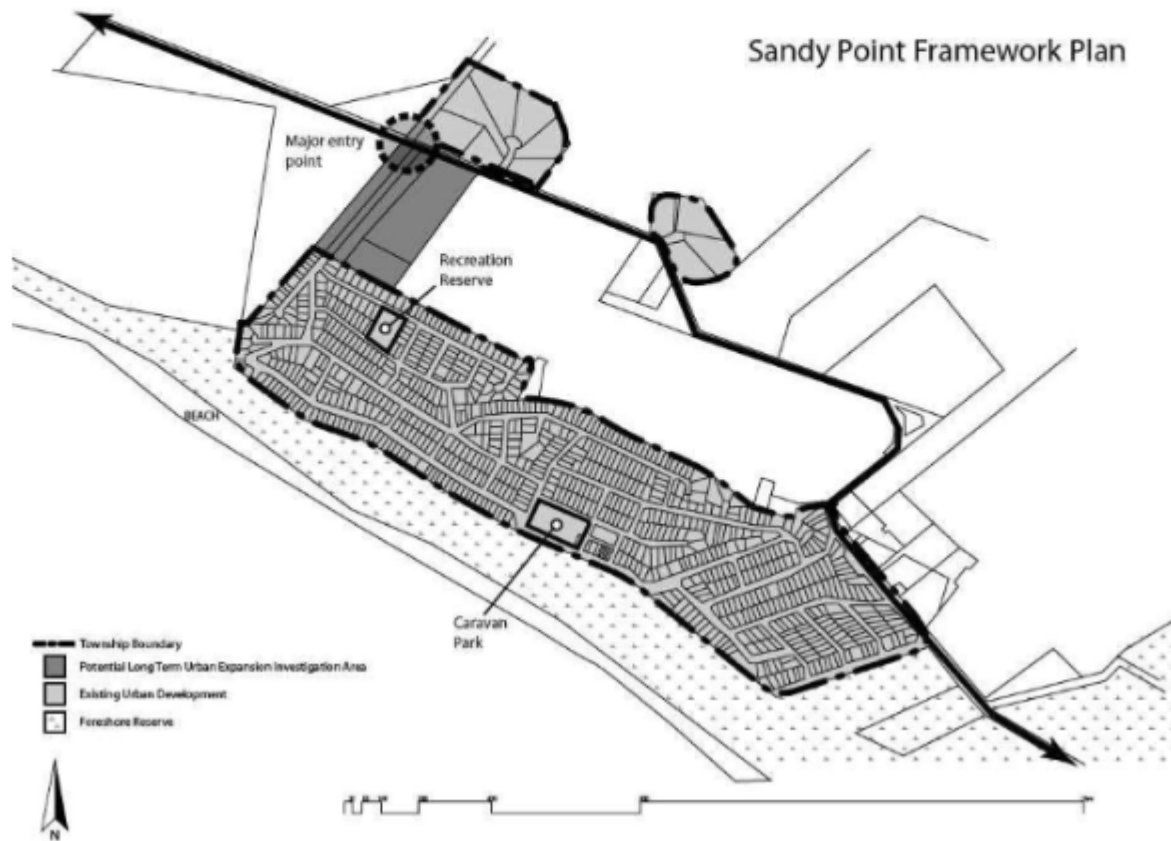 Sandy Point Framework Plan
Major entry
point
Recreation
Reserve
BEACH
Caravan
Park
Township Boundary
Potential Long Term Urban Expansion Investigation Area
Existing Urban Development
Foreshore Reserve
N